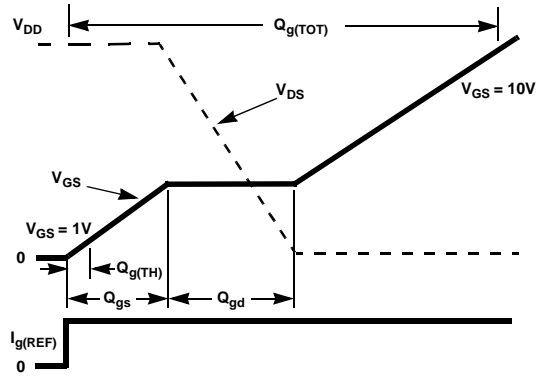 V_DD
Q_g(TOT)
V_GS = 10V
V_DS
V_GS
V_GS = 1V
0
Q_g(TH)
Q_gs
Q_gd
I_g(REF)
0